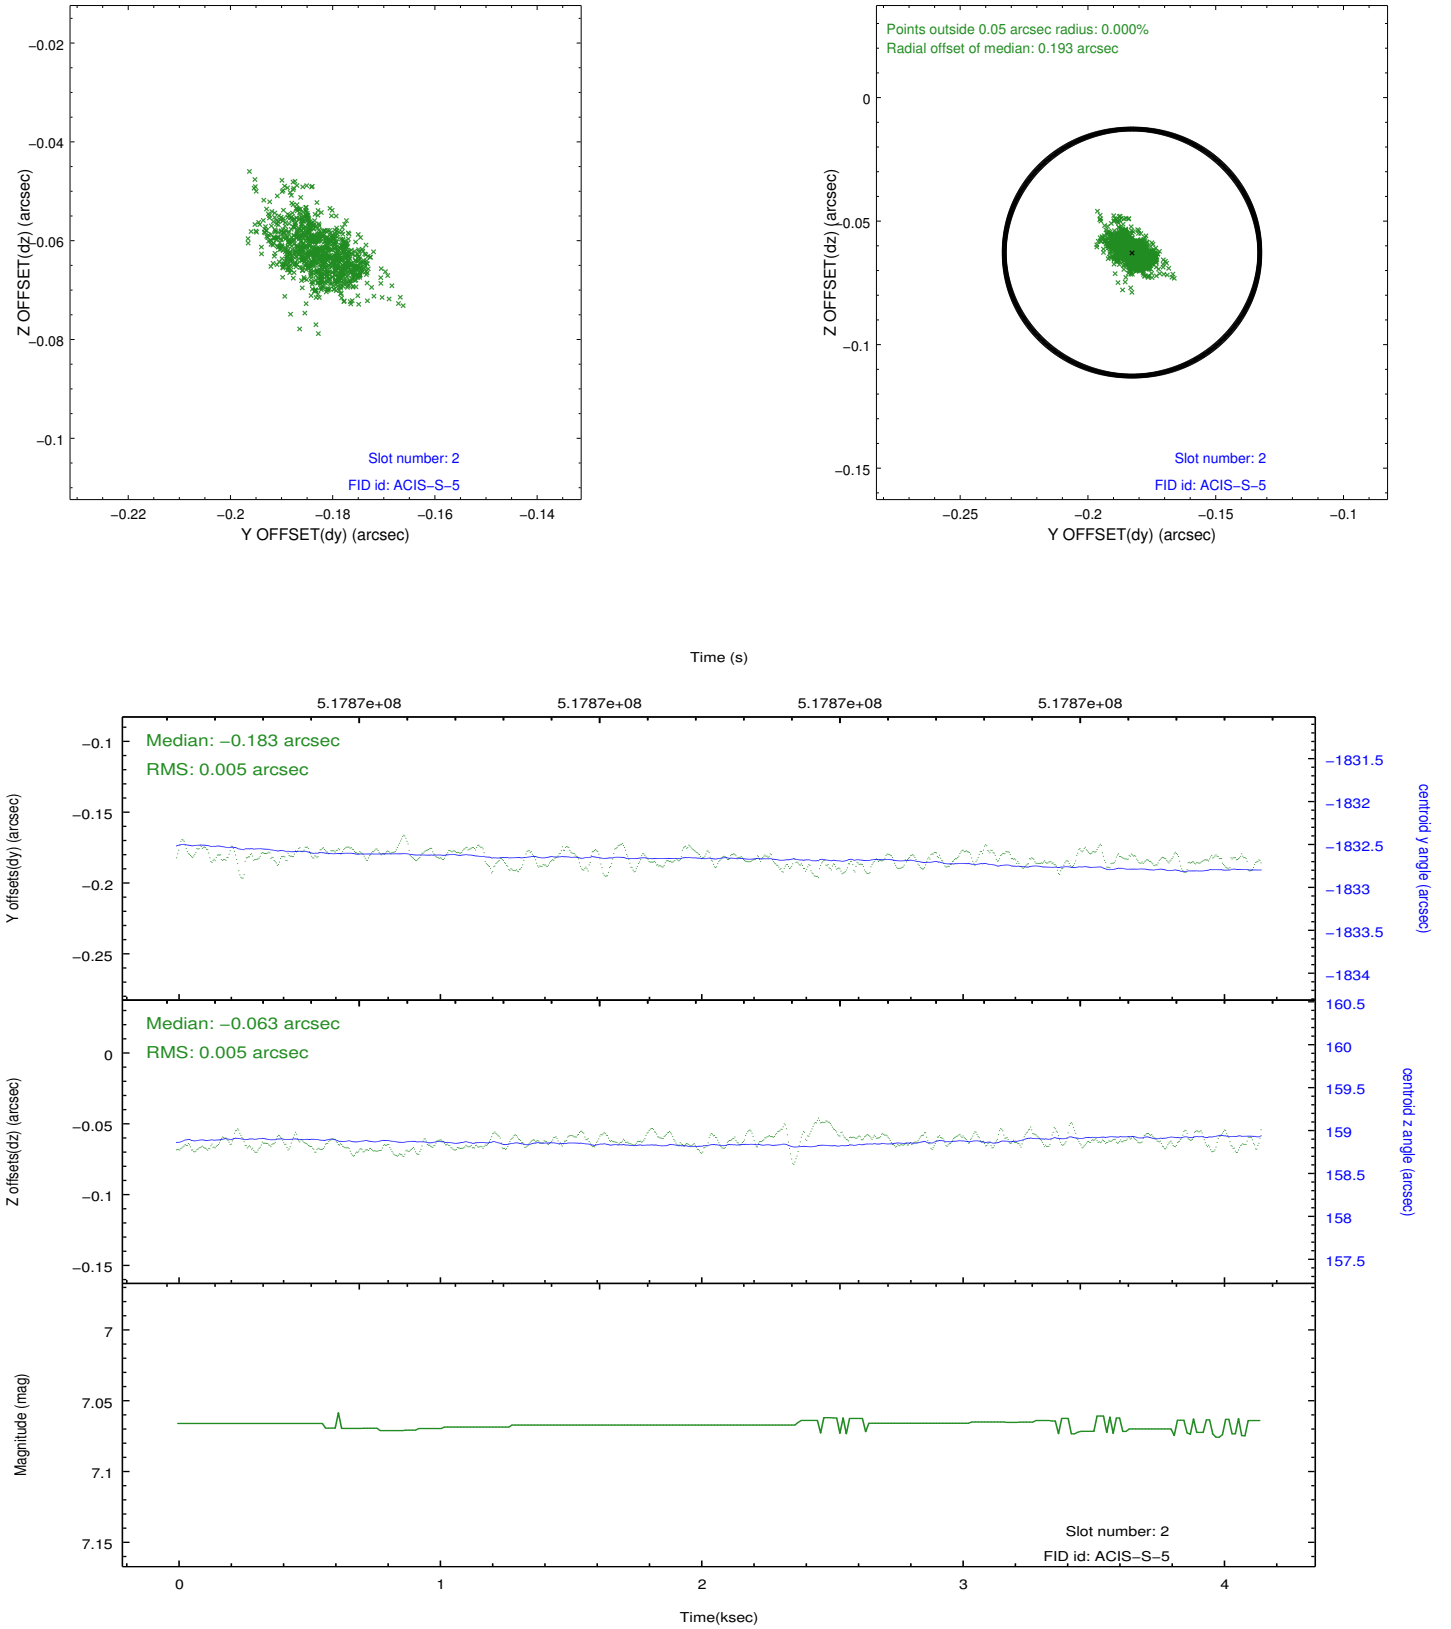 −0.02
−0.04
−0.06
−0.08
−0.1
Z OFFSET(dz) (arcsec)
Slot number: 2
FID id: ACIS−S−5
−0.22
−0.2
−0.18
−0.16
−0.14
Y OFFSET(dy) (arcsec)
Points outside 0.05 arcsec radius: 0.000%
Radial offset of median: 0.193 arcsec
0
−0.05
−0.1
−0.15
Z OFFSET(dz) (arcsec)
Slot number: 2
FID id: ACIS−S−5
−0.25
−0.2
−0.15
−0.1
Y OFFSET(dy) (arcsec)
Time (s)
5.1787e+08
5.1787e+08
5.1787e+08
5.1787e+08
Median: −0.183 arcsec
RMS: 0.005 arcsec
−0.1
−0.15
−0.2
−0.25
Y offsets(dy) (arcsec)
−1831.5
−1832
−1832.5
−1833
−1833.5
−1834
centroid y angle (arcsec)
Median: −0.063 arcsec
RMS: 0.005 arcsec
0
−0.05
−0.1
−0.15
Z offsets(dz) (arcsec)
160.5
160
159.5
159
158.5
158
157.5
centroid z angle (arcsec)
7
7.05
7.1
7.15
Magnitude (mag)
Slot number: 2
FID id: ACIS−S−5
0
1
2
3
4
Time(ksec)